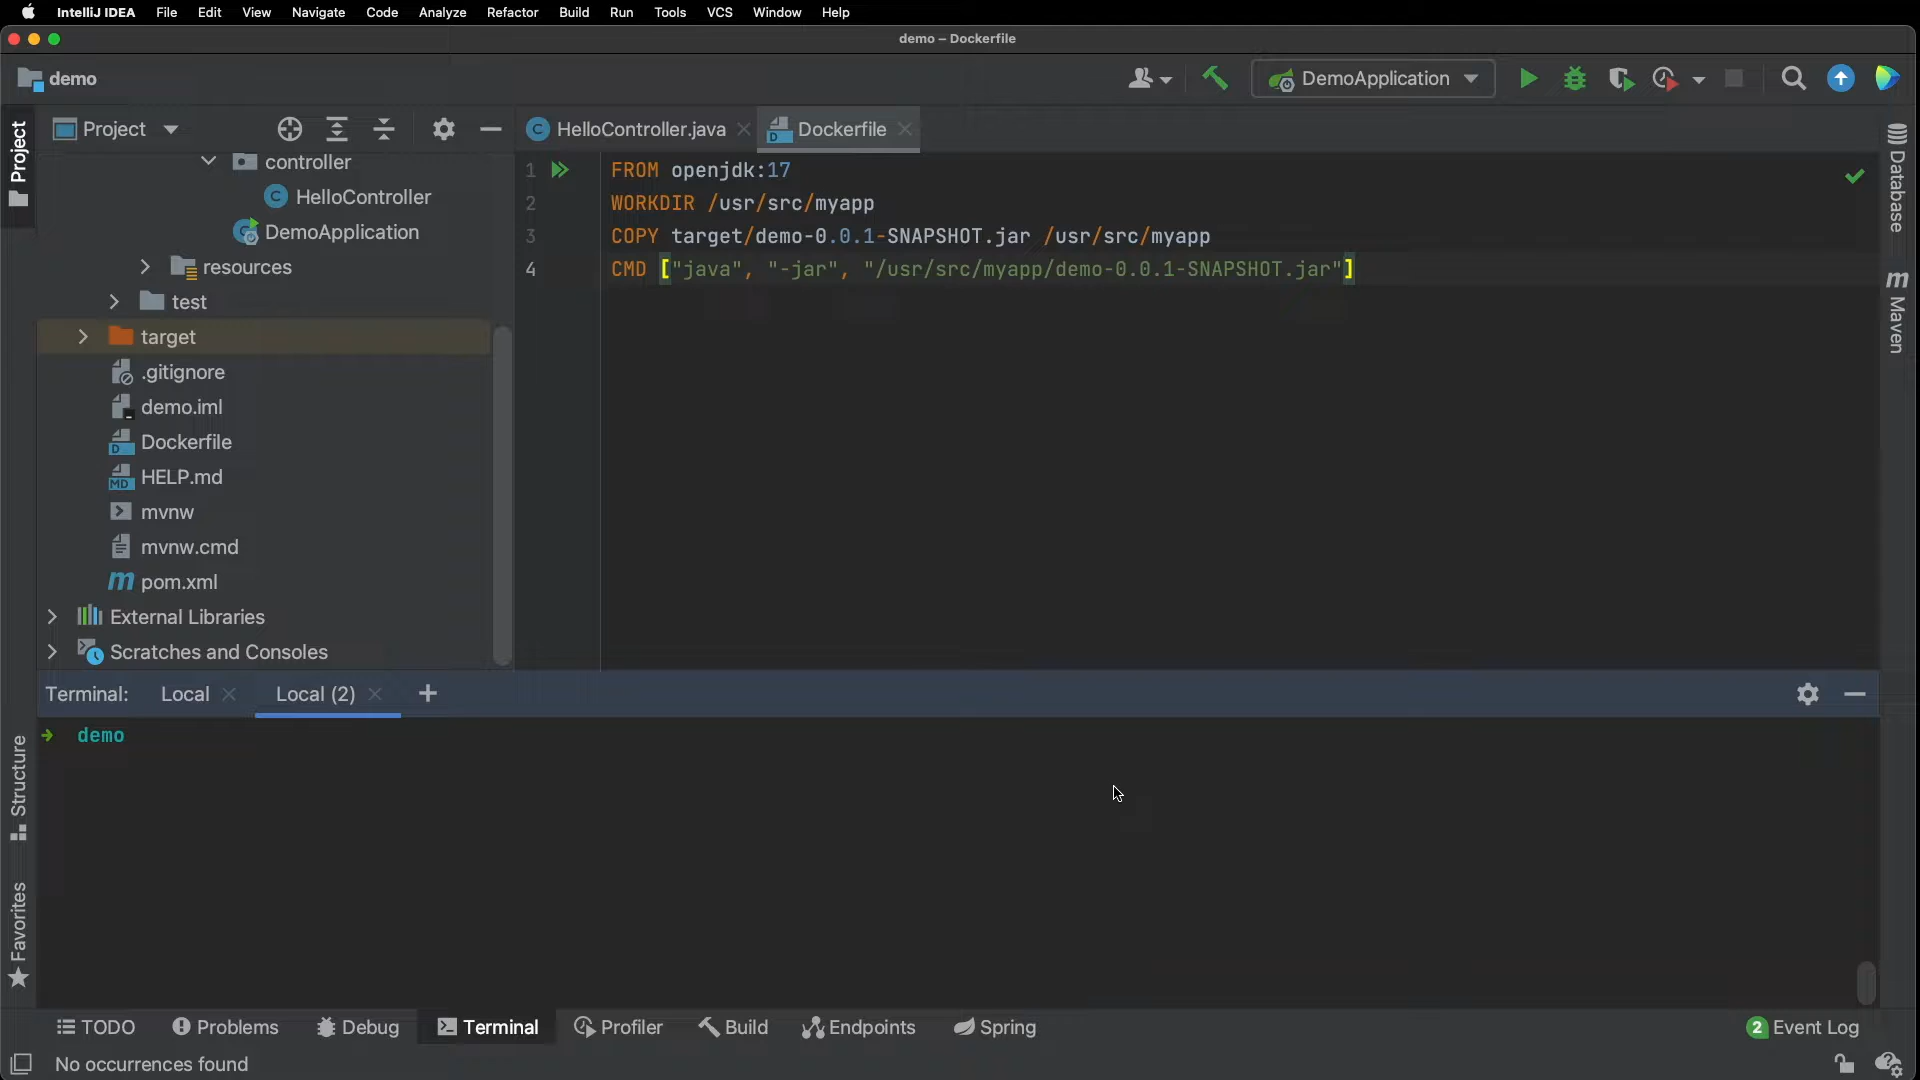 IntelliJ IDEA File Edit View Navigate Code Analyze Refactor Build Run Tools VCS Window Help
demo – Dockerfile
demo
DemoApplication
Project
Project
HelloController.java
Dockerfile
controller
HelloController
DemoApplication
resources
test
target
.gitignore
demo.iml
Dockerfile
HELP.md
mvnw
mvnw.cmd
pom.xml
External Libraries
Scratches and Consoles
1 FROM openjdk:17
2 WORKDIR /usr/src/myapp
3 COPY target/demo-0.0.1-SNAPSHOT.jar /usr/src/myapp
4 CMD ["java", "-jar", "/usr/src/myapp/demo-0.0.1-SNAPSHOT.jar"]
Database
Maven
Terminal: Local Local (2)
demo
Structure
Favorites
TODO Problems Debug Terminal Profiler Build Endpoints Spring 2 Event Log
No occurrences found